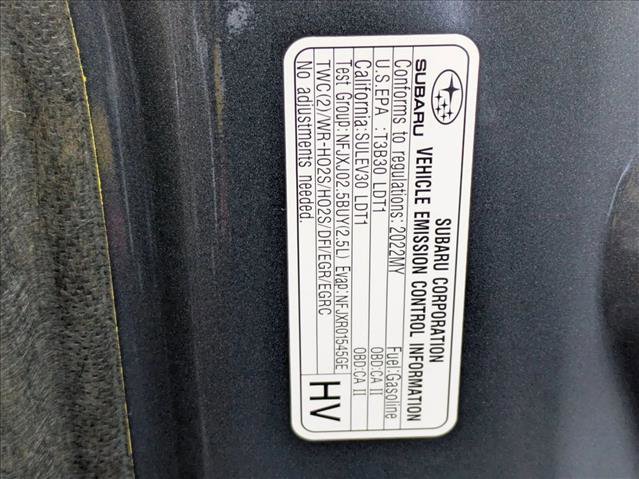 SUBARU CORPORATION
SUBARU VEHICLE EMISSION CONTROL INFORMATION
Conforms to regulations: 2022MY Fuel:Gasoline
U.S.EPA :T3B30 LDT1 OBD:CA II
California:SULEV30 LDT1 OBD:CA II
Test Group:NFJXJ02.5BUY(2.5L) Evap:NFJXR01545GE
TWC(2)/WR-HO2S/HO2S/DFI/EGR/EGRC
No adjustments needed.
HV